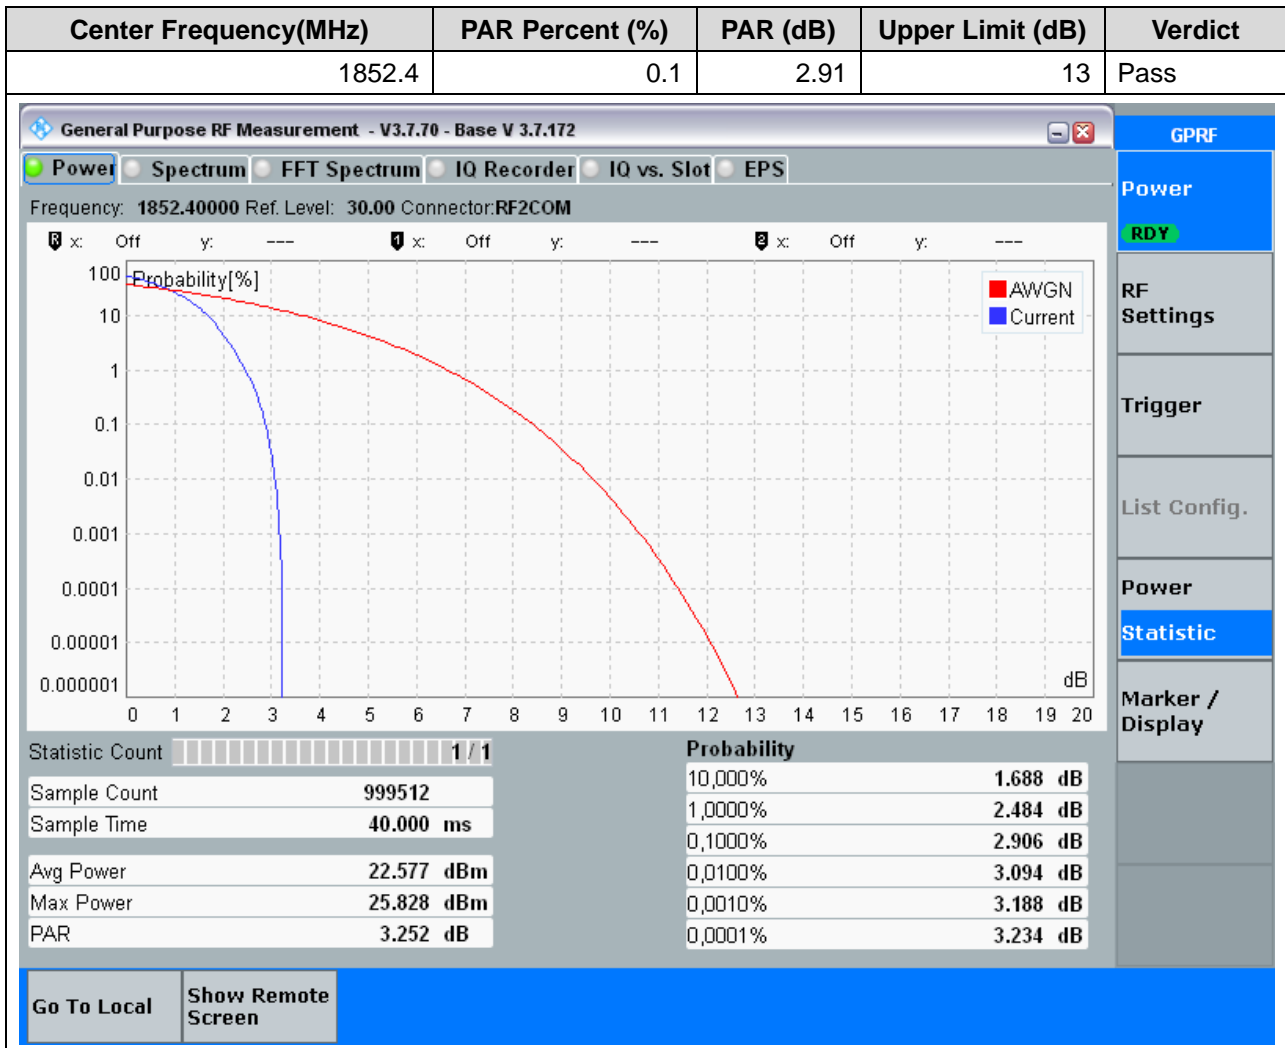 Center Frequency(MHz) PAR Percent (%) PAR (dB) Upper Limit (dB) Verdict
1852.4 0.1 2.91 13 Pass
General Purpose RF Measurement - V3.7.70 - Base V 3.7.172
GPRF
Power Spectrum FFT Spectrum IQ Recorder IQ vs. Slot EPS
Power
RDY
Frequency: 1852.40000 Ref. Level: 30.00 Connector:RF2COM
R x: Off y: --- 1 x: Off y: --- 2 x: Off y: ---
Probability[%]
AWGN
Current
100
10
1
0.1
0.01
0.001
0.0001
0.00001
0.000001
dB
0 1 2 3 4 5 6 7 8 9 10 11 12 13 14 15 16 17 18 19 20
RF
Settings
Trigger
List Config.
Power
Statistic
Marker /
Display
Statistic Count 1 / 1
Sample Count 999512
Sample Time 40.000 ms
Avg Power 22.577 dBm
Max Power 25.828 dBm
PAR 3.252 dB
Probability
10,000% 1.688 dB
1,0000% 2.484 dB
0,1000% 2.906 dB
0,0100% 3.094 dB
0,0010% 3.188 dB
0,0001% 3.234 dB
Go To Local
Show Remote
Screen